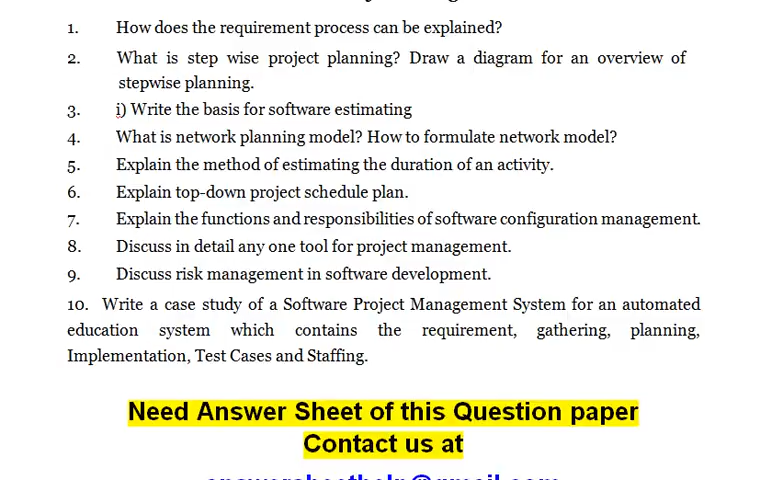 1. How does the requirement process can be explained?
2. What is step wise project planning? Draw a diagram for an overview of
stepwise planning.
3. i) Write the basis for software estimating
4. What is network planning model? How to formulate network model?
5. Explain the method of estimating the duration of an activity.
6. Explain top-down project schedule plan.
7. Explain the functions and responsibilities of software configuration management.
8. Discuss in detail any one tool for project management.
9. Discuss risk management in software development.
10. Write a case study of a Software Project Management System for an automated
education system which contains the requirement, gathering, planning,
Implementation, Test Cases and Staffing.
Need Answer Sheet of this Question paper
Contact us at